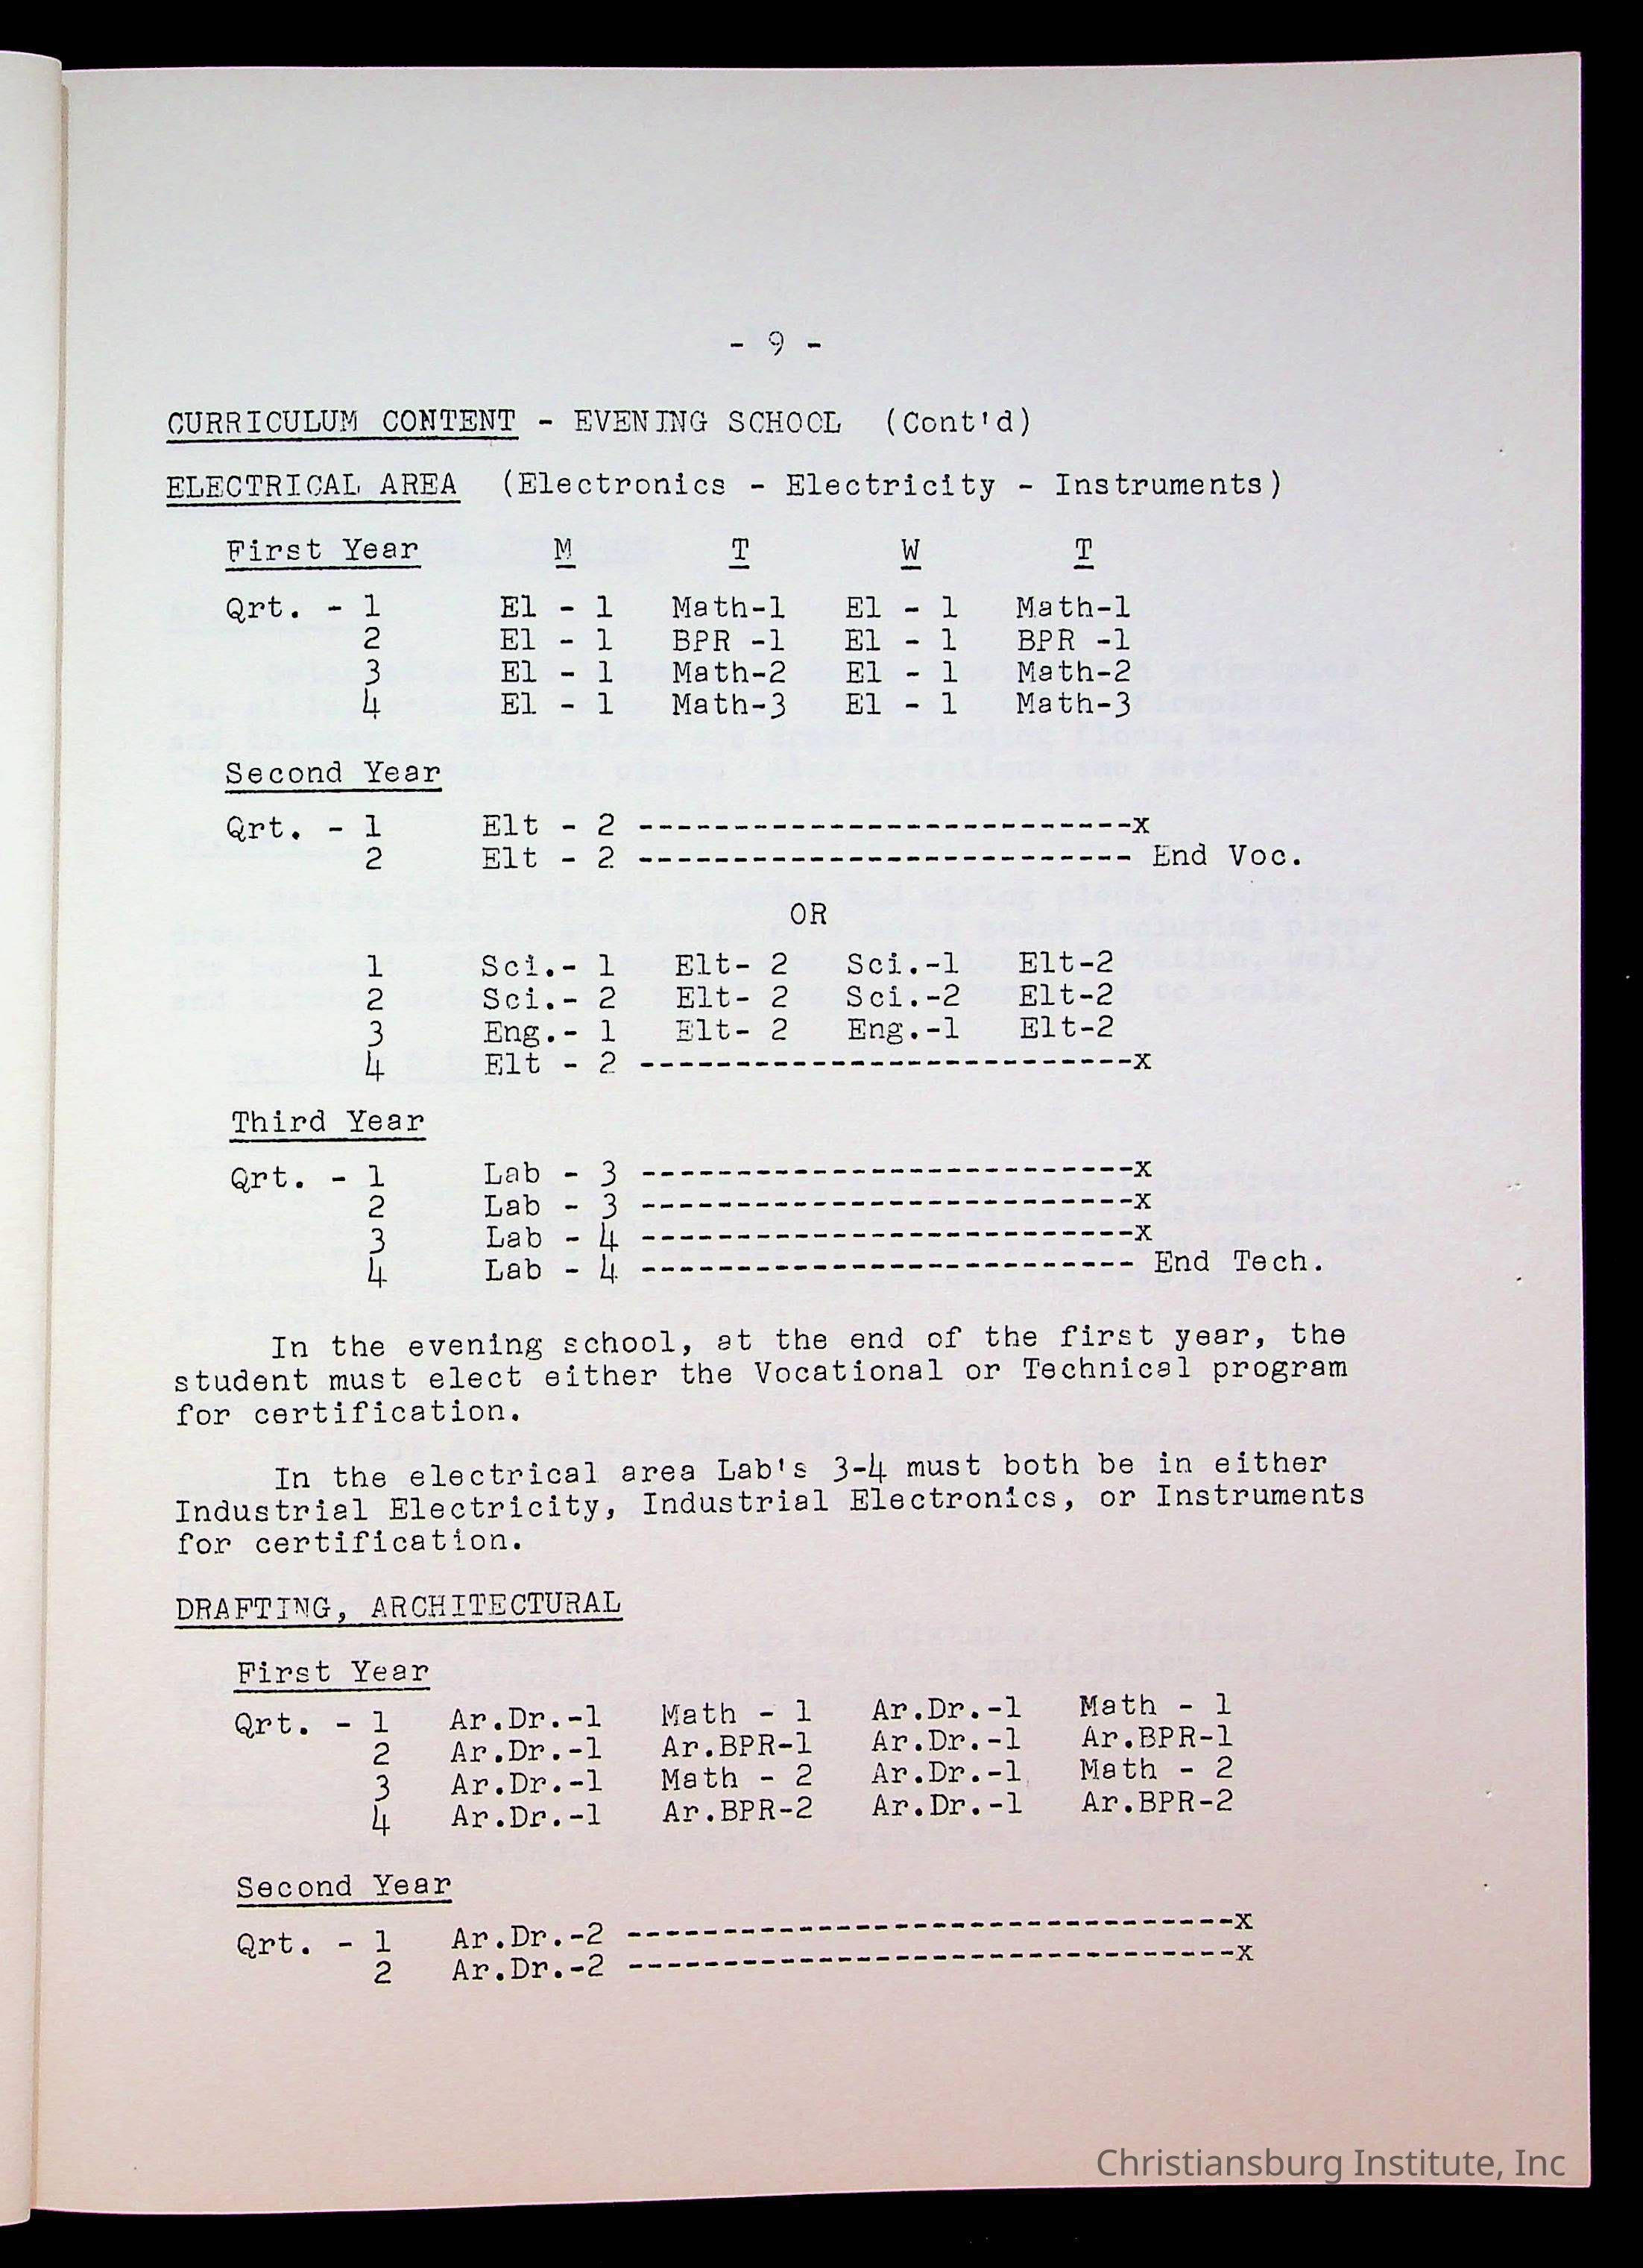 - 9 -
CURRICULUM CONTENT - EVENING SCHOOL (Cont'd)
ELECTRICAL AREA (Electronics - Electricity - Instruments)
First Year M T W T
Qrt. - 1 El - 1 Math-1 El - 1 Math-1
2 El - 1 BPR -1 El - 1 BPR -1
3 El - 1 Math-2 El - 1 Math-2
4 El - 1 Math-3 El - 1 Math-3
Second Year
Qrt. - 1 Elt - 2 --------------------------x
2 Elt - 2 -------------------------- End Voc.
OR
1 Sci.- 1 Elt- 2 Sci.-1 Elt-2
2 Sci.- 2 Elt- 2 Sci.-2 Elt-2
3 Eng.- 1 Elt- 2 Eng.-1 Elt-2
4 Elt - 2 --------------------------x
Third Year
Qrt. - 1 Lab - 3 --------------------------x
2 Lab - 3 --------------------------x
3 Lab - 4 --------------------------x
4 Lab - 4 -------------------------- End Tech.
In the evening school, at the end of the first year, the
student must elect either the Vocational or Technical program
for certification.
In the electrical area Lab's 3-4 must both be in either
Industrial Electricity, Industrial Electronics, or Instruments
for certification.
DRAFTING, ARCHITECTURAL
First Year
Qrt. - 1 Ar.Dr.-1 Math - 1 Ar.Dr.-1 Math - 1
2 Ar.Dr.-1 Ar.BPR-1 Ar.Dr.-1 Ar.BPR-1
3 Ar.Dr.-1 Math - 2 Ar.Dr.-1 Math - 2
4 Ar.Dr.-1 Ar.BPR-2 Ar.Dr.-1 Ar.BPR-2
Second Year
Qrt. - 1 Ar.Dr.-2 --------------------------------x
2 Ar.Dr.-2 --------------------------------x
Christiansburg Institute, Inc